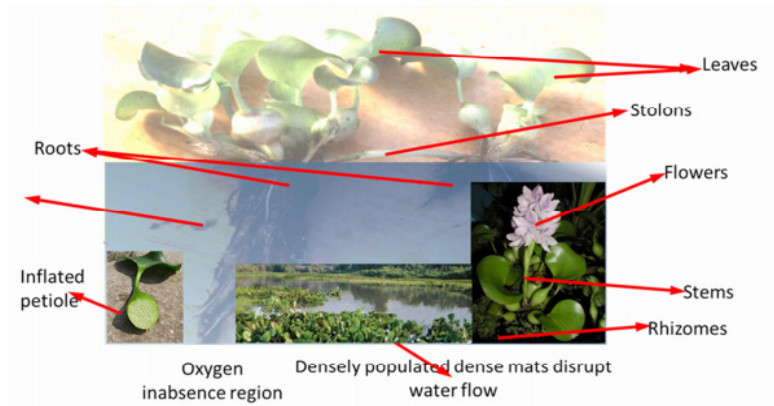 Leaves
Stolons
Roots
Flowers
Inflated
petiole
Stems
Rhizomes
Oxygen
inabsence region
Densely populated dense mats disrupt
water flow